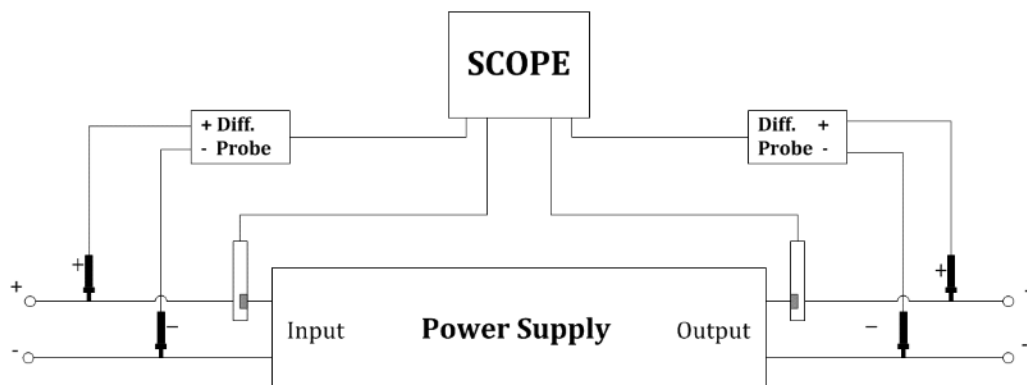 SCOPE
+ Diff.
- Probe
Diff. +
Probe -
+
+
+
+
-
-
-
-
-
Input
Power Supply
Output